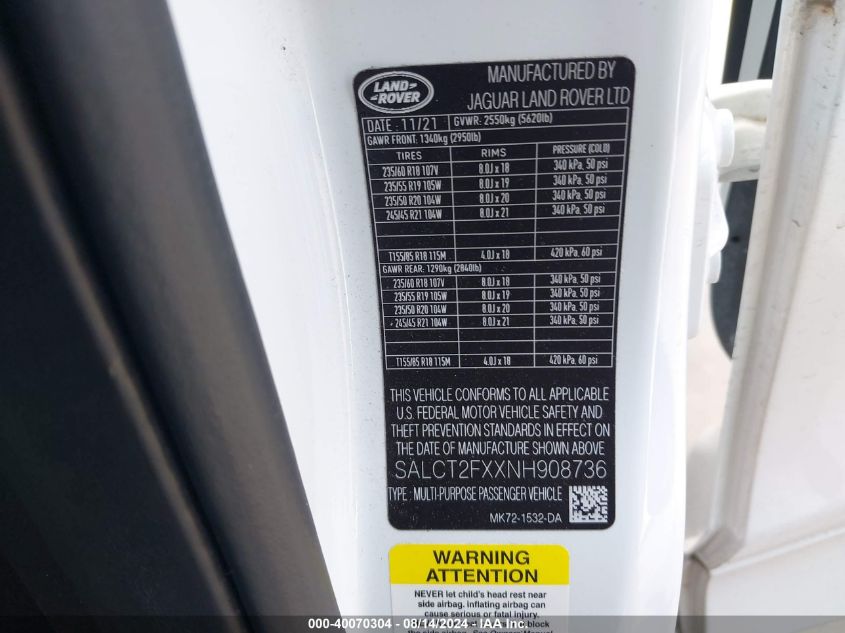 LAND
ROVER
MANUFACTURED BY
JAGUAR LAND ROVER LTD
DATE : 11/21 GVWR: 2550kg (5620lb)
GAWR FRONT: 1340kg (2950lb)
TIRES RIMS PRESSURE (COLD)
235/60 R18 107V 8.0J x 18 340 kPa, 50 psi
235/55 R19 105W 8.0J x 19 340 kPa, 50 psi
235/50 R20 104W 8.0J x 20 340 kPa, 50 psi
245/45 R21 104W 8.0J x 21 340 kPa, 50 psi
T155/85 R18 115M 4.0J x 18 420 kPa, 60 psi
GAWR REAR: 1290kg (2840lb)
235/60 R18 107V 8.0J x 18 340 kPa, 50 psi
235/55 R19 105W 8.0J x 19 340 kPa, 50 psi
235/50 R20 104W 8.0J x 20 340 kPa, 50 psi
245/45 R21 104W 8.0J x 21 340 kPa, 50 psi
T155/85 R18 115M 4.0J x 18 420 kPa, 60 psi
THIS VEHICLE CONFORMS TO ALL APPLICABLE
U.S. FEDERAL MOTOR VEHICLE SAFETY AND
THEFT PREVENTION STANDARDS IN EFFECT ON
THE DATE OF MANUFACTURE SHOWN ABOVE
SALCT2FXXNH908736
TYPE : MULTI-PURPOSE PASSENGER VEHICLE
MK72-1532-DA
WARNING
ATTENTION
NEVER let child's head rest near
side airbag. Inflating airbag can
cause serious or fatal injury.
000-40070304 - 08/14/2024 - IAA Inc.